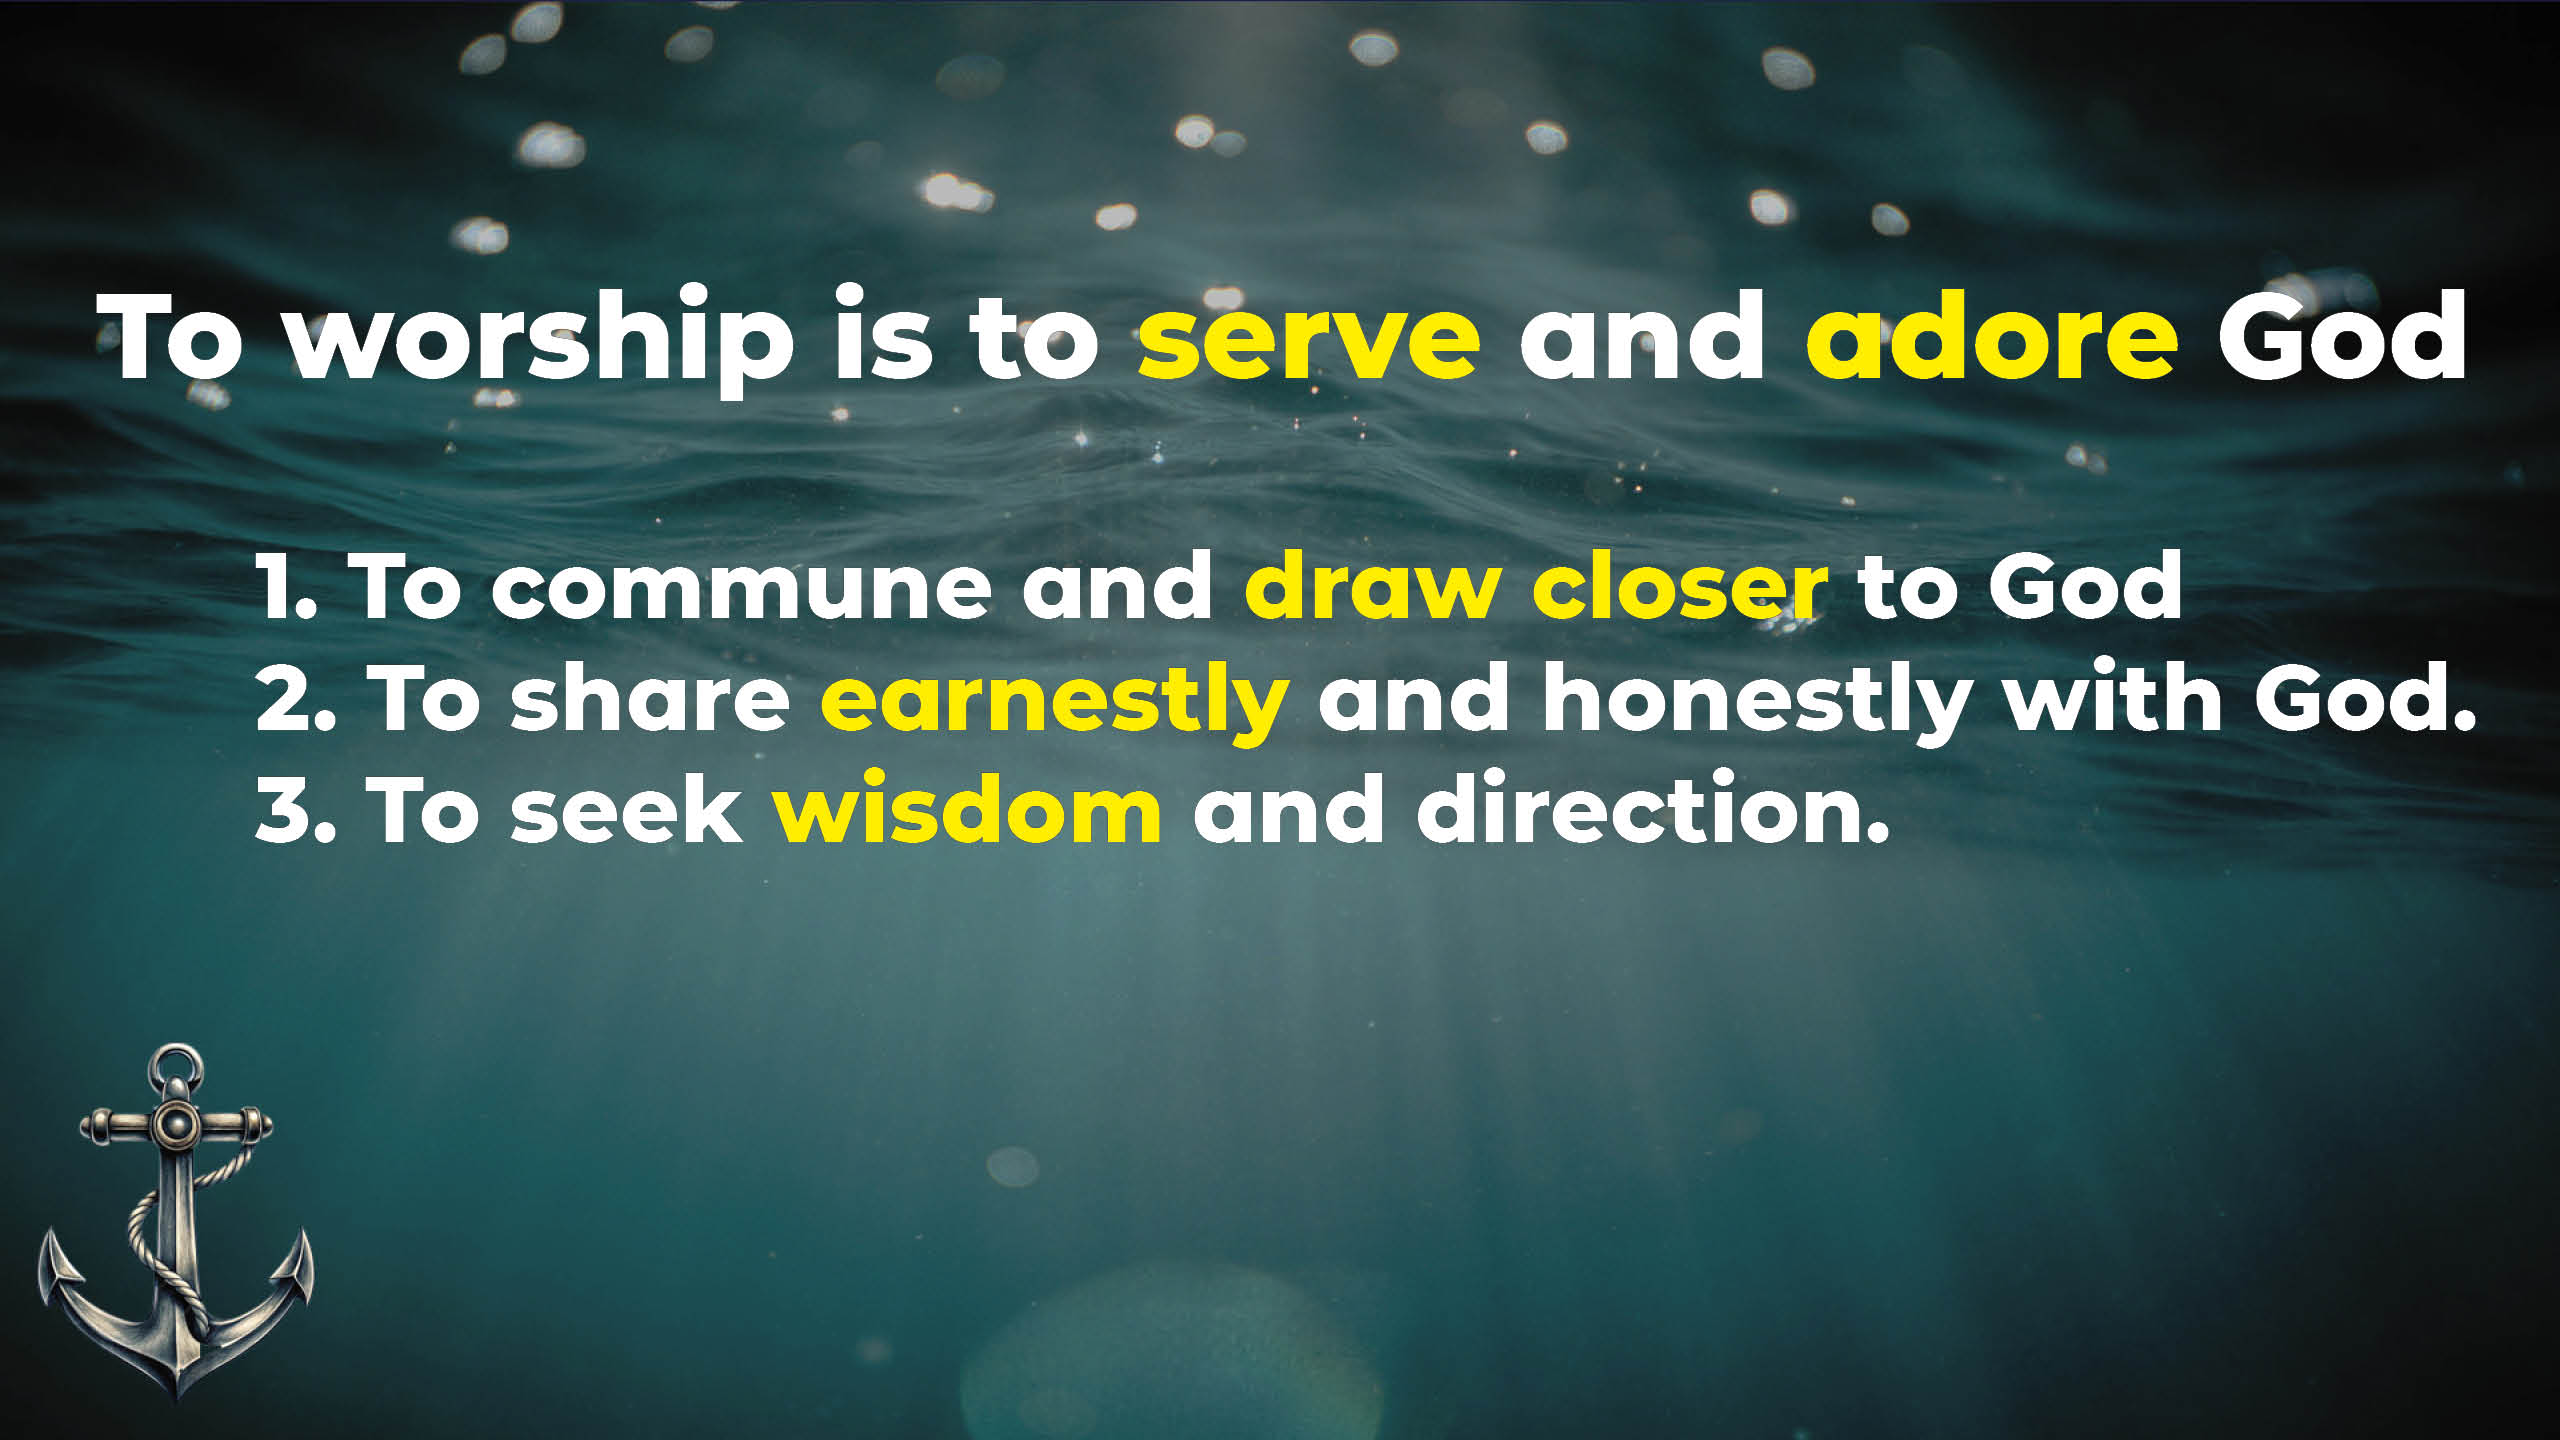 To worship is to serve and adore God
1. To commune and draw closer to God
2. To share earnestly and honestly with God.
3. To seek wisdom and direction.